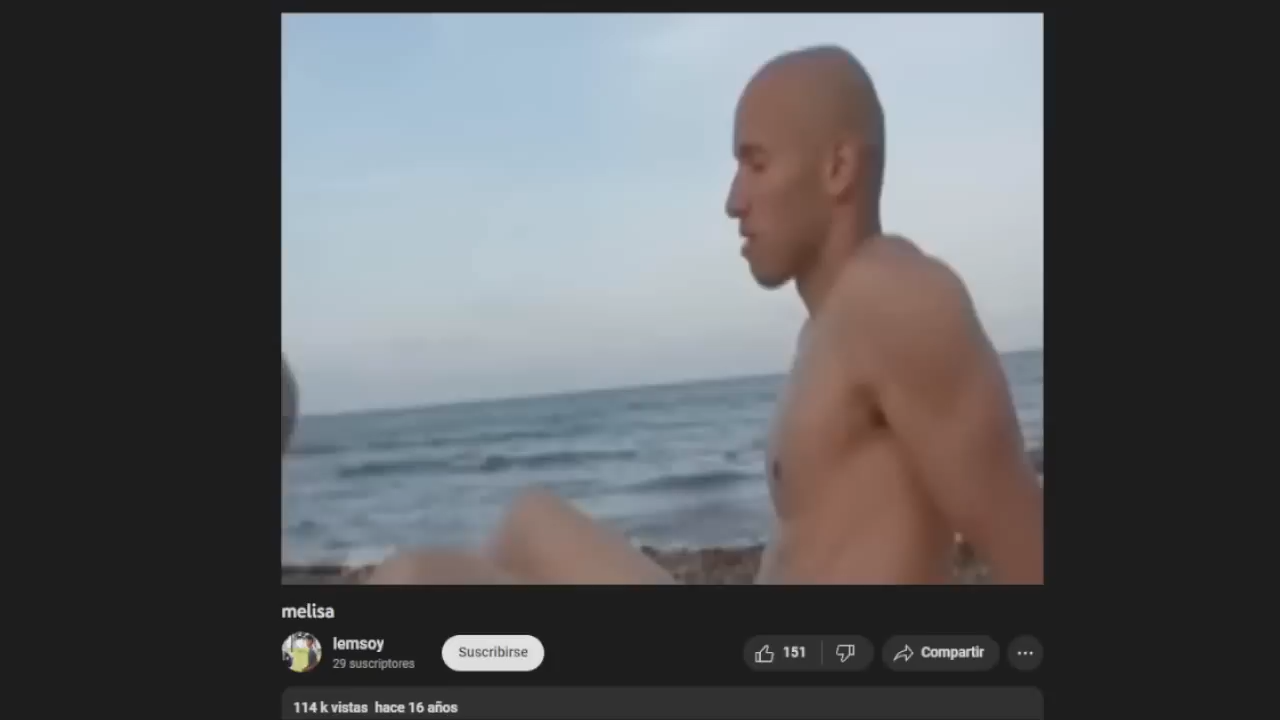 melisa
lemsoy
29 suscriptores
Suscribirse
151
Compartir
114 k vistas hace 16 años